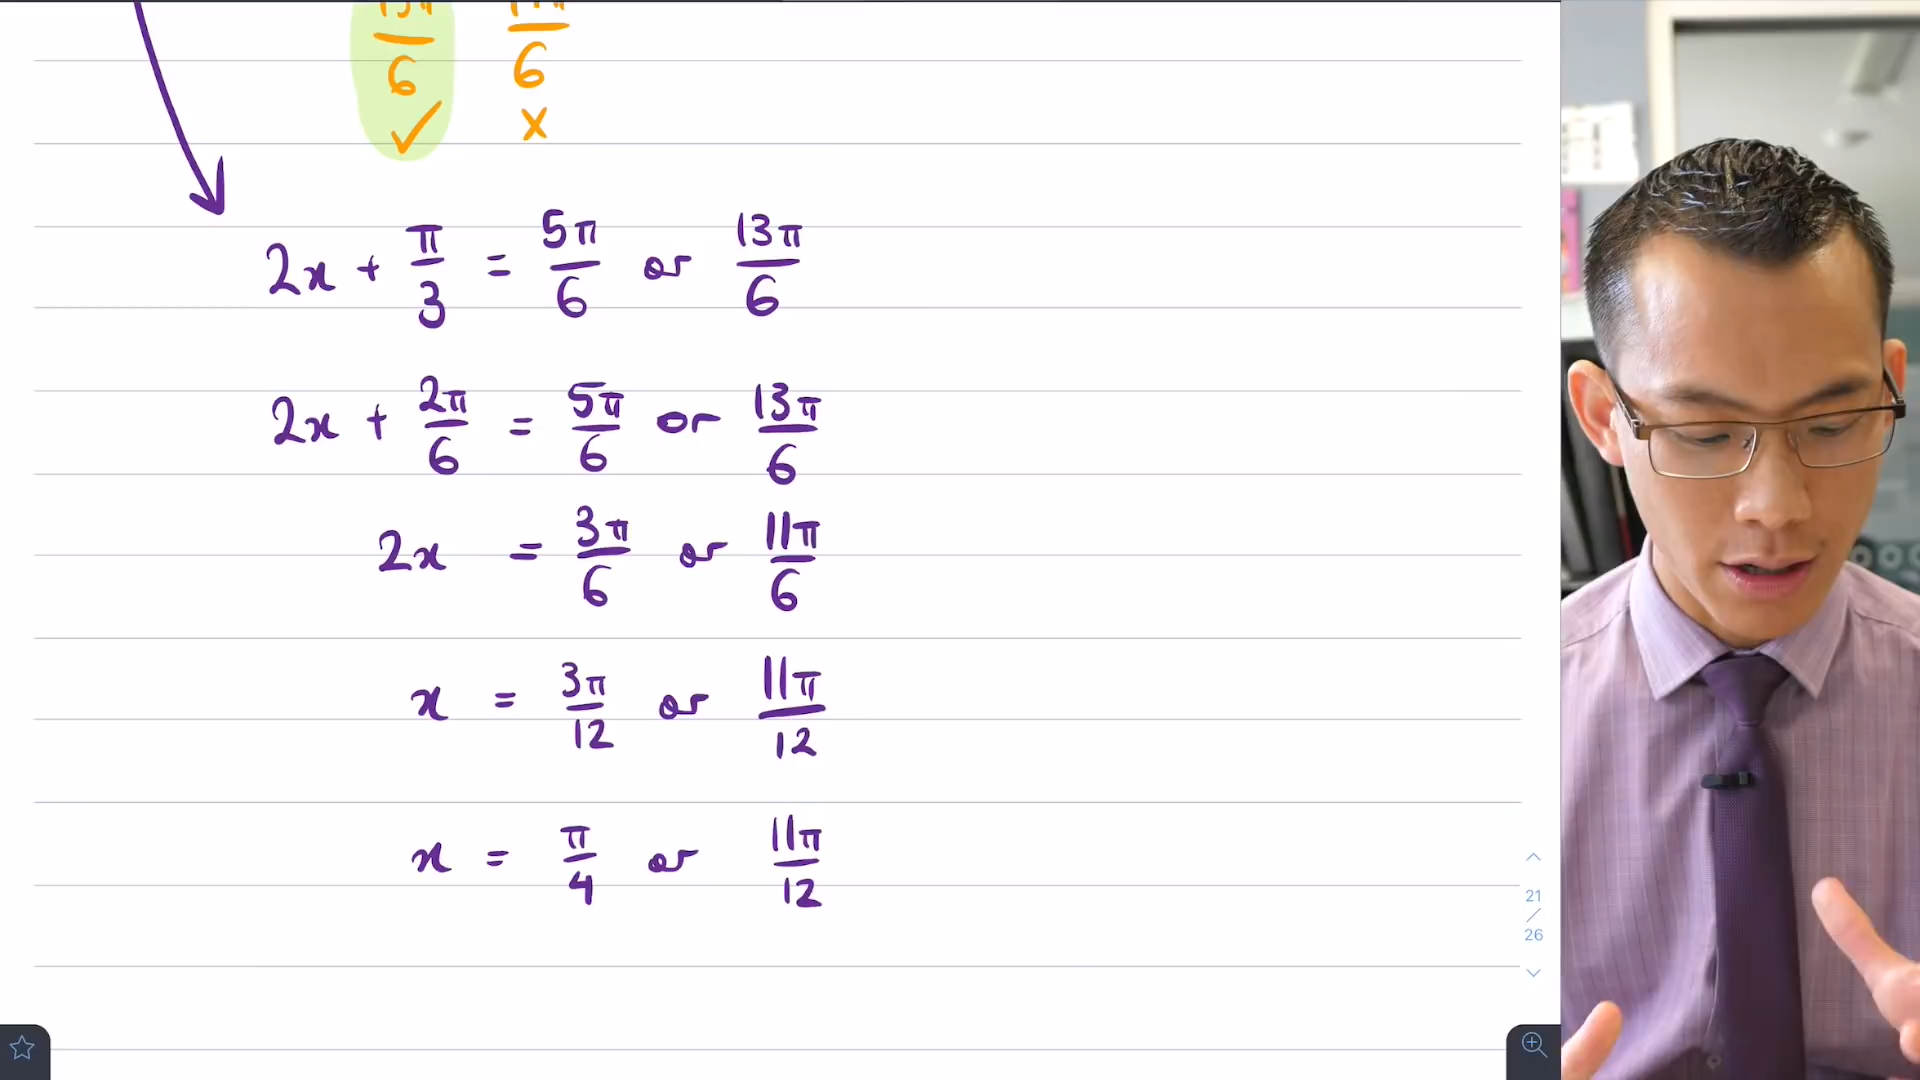 13π/6 6
✓ x
2x + π/3 = 5π/6 or 13π/6
2x + 2π/6 = 5π/6 or 13π/6
2x = 3π/6 or 11π/6
x = 3π/12 or 11π/12
x = π/4 or 11π/12
21
/
26